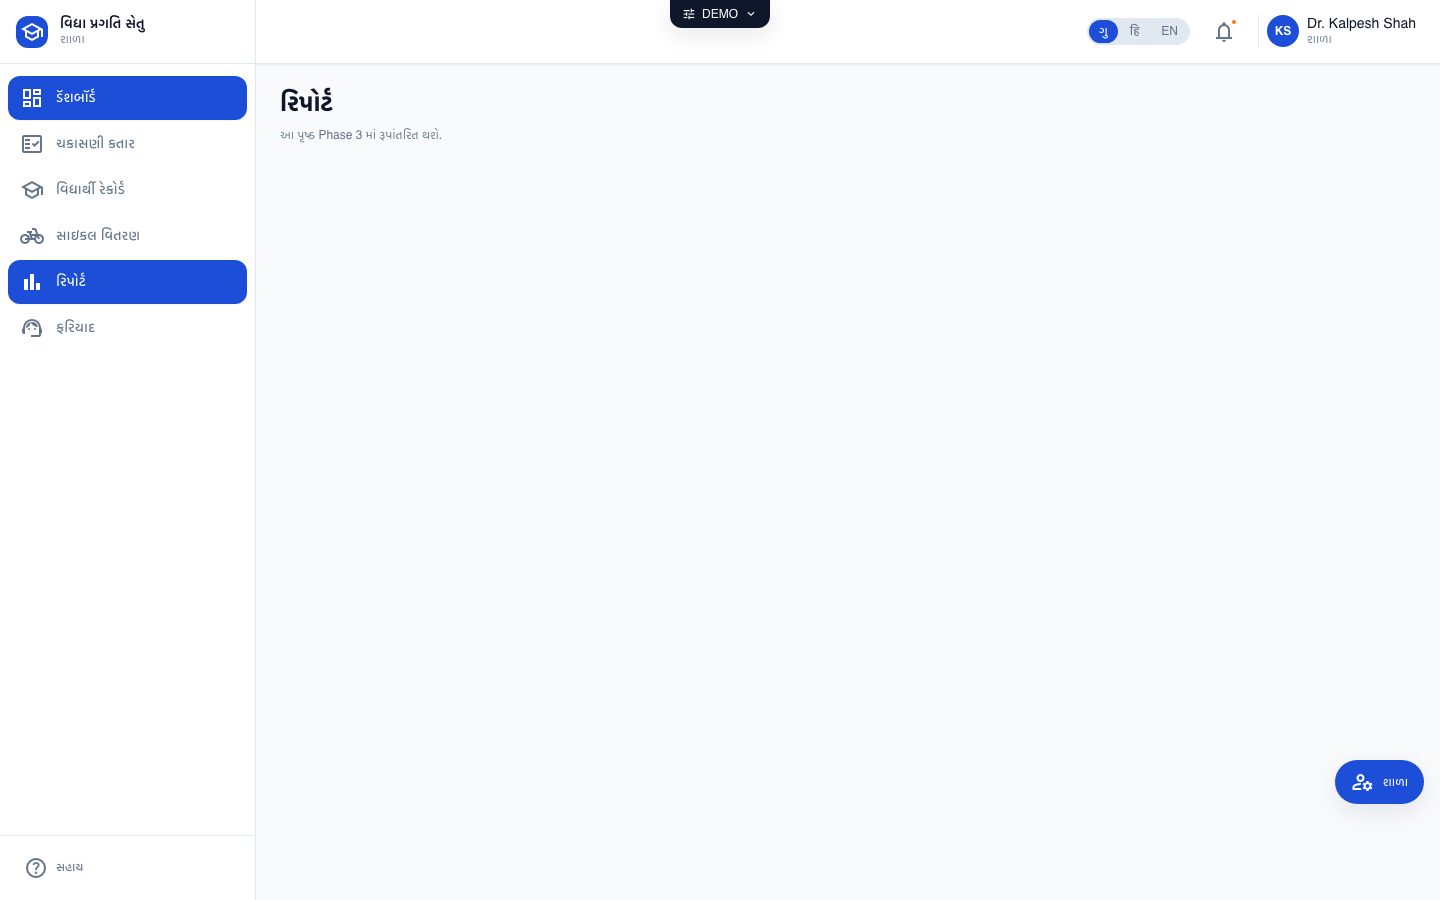 વિદ્યા પ્રગતિ સેતુ
શાળા
DEMO
ગુ
हि
EN
KS
Dr. Kalpesh Shah
શાળા
ડૅશબૉર્ડ
ચકાસણી કતાર
વિદ્યાર્થી રેકોર્ડ
સાઇકલ વિતરણ
રિપોર્ટ
ફરિયાદ
રિપોર્ટ
આ પૃષ્ઠ Phase 3 માં રૂપાંતરિત થશે.
શાળા
સહાય